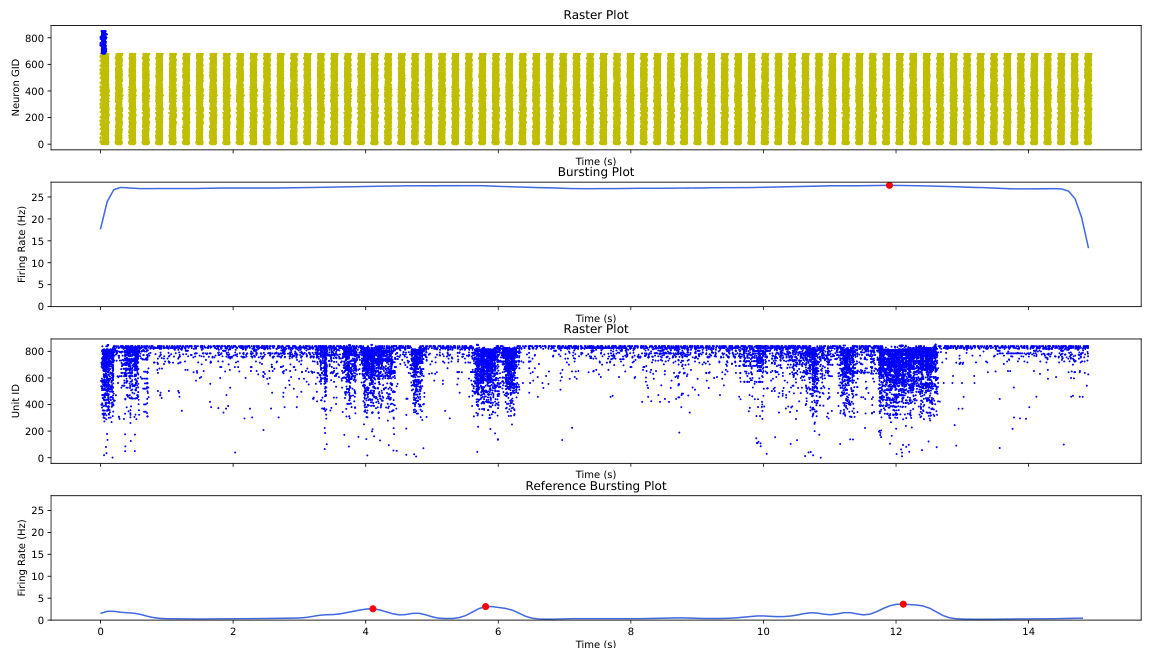 Raster Plot
800
600
400
200
0
Neuron GID
Time (s)
Bursting Plot
25
20
15
10
5
0
Firing Rate (Hz)
Time (s)
Raster Plot
800
600
400
200
0
Unit ID
Time (s)
Reference Bursting Plot
25
20
15
10
5
0
Firing Rate (Hz)
0 2 4 6 8 10 12 14
Time (s)